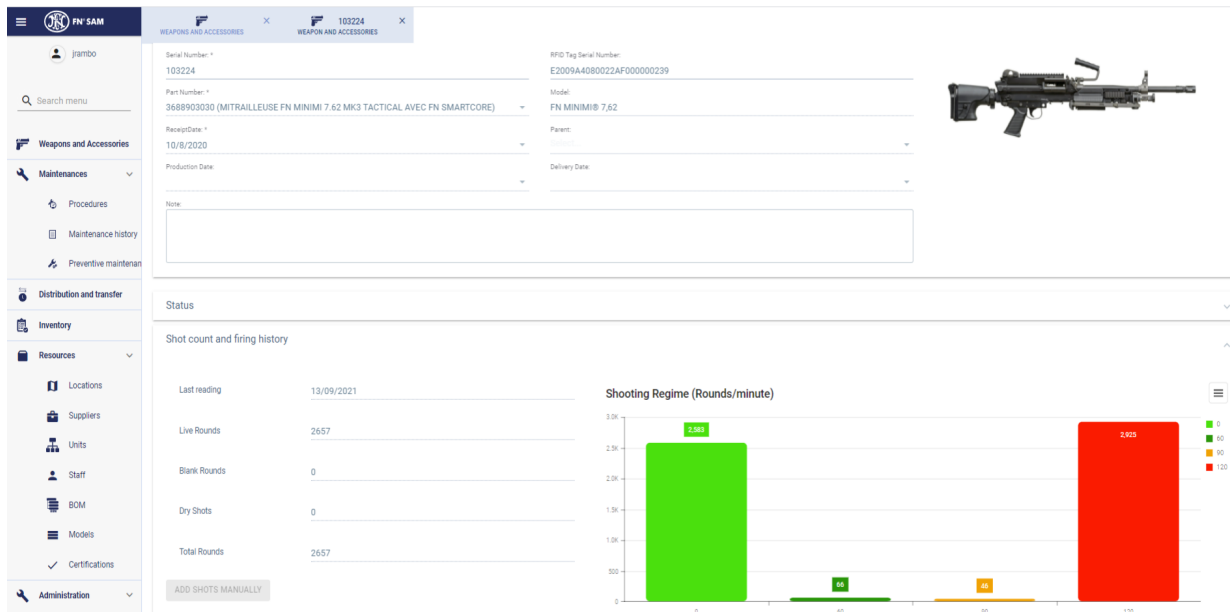 FN® SAM
WEAPONS AND ACCESSORIES
103224
WEAPON AND ACCESSORIES
jrambo
Search menu
Weapons and Accessories
Maintenances
Procedures
Maintenance history
Preventive maintenan
Distribution and transfer
Inventory
Resources
Locations
Suppliers
Units
Staff
BOM
Models
Certifications
Administration
Serial Number: *
103224
RFID Tag Serial Number:
E2009A4080022AF000000239
Part Number: *
3688903030 (MITRAILLEUSE FN MINIMI 7.62 MK3 TACTICAL AVEC FN SMARTCORE)
Model:
FN MINIMI® 7,62
ReceiptDate: *
10/8/2020
Parent:
Production Date:
Delivery Date:
Note:
Status
Shot count and firing history
Last reading
13/09/2021
Live Rounds
2657
Blank Rounds
0
Dry Shots
0
Total Rounds
2657
ADD SHOTS MANUALLY
Shooting Regime (Rounds/minute)
3.0K
2.5K
2.0K
1.5K
1.0K
500
0
2,583
66
46
2,925
0
60
90
120
0
60
90
120